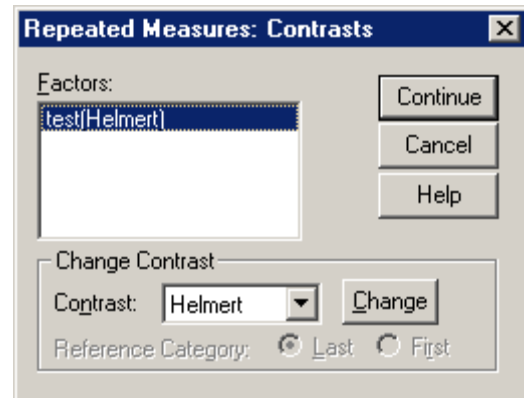 Repeated Measures: Contrasts
Factors:
test(Helmert)
Continue
Cancel
Help
Change Contrast
Contrast: Helmert Change
Reference Category: Last First